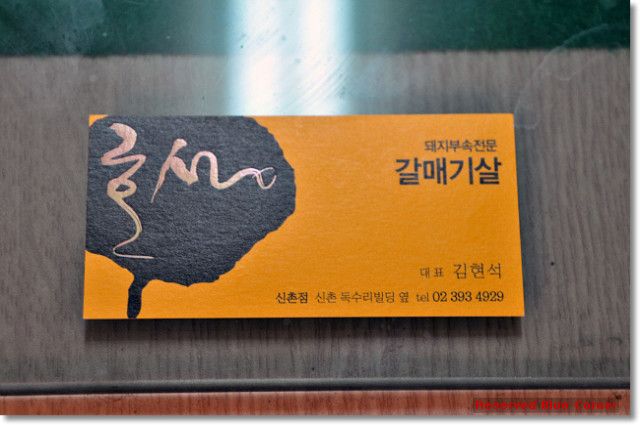 돼지부속전문
갈매기살
대표 김현석
신촌점 신촌 독수리빌딩 옆 tel 02 393 4929